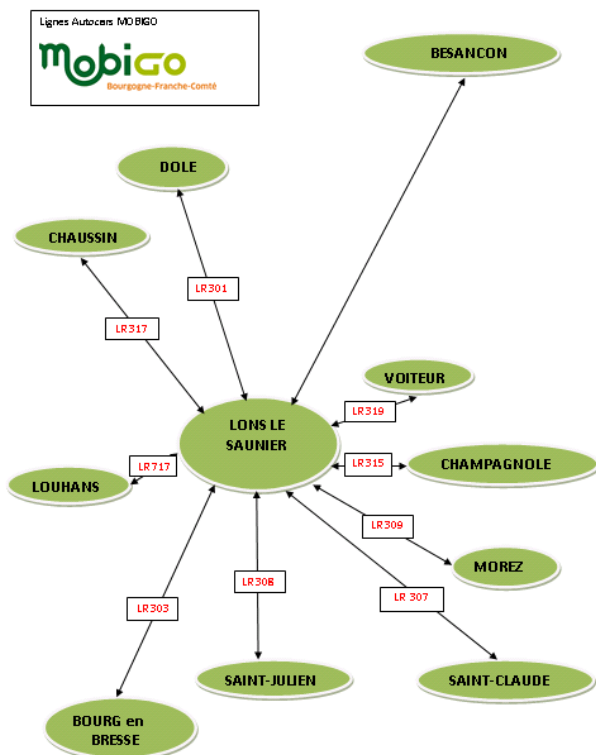 Lignes Autocars MOBIGO
MobiGO
Bourgogne-Franche-Comté
BESANCON
DOLE
CHAUSSIN
LR301
LR317
VOITEUR
LR319
LONS LE
SAUNIER
LR717
LR315
CHAMPAGNOLE
LOUHANS
LR309
MOREZ
LR308
LR 307
LR303
SAINT-JULIEN
SAINT-CLAUDE
BOURG en
BRESSE